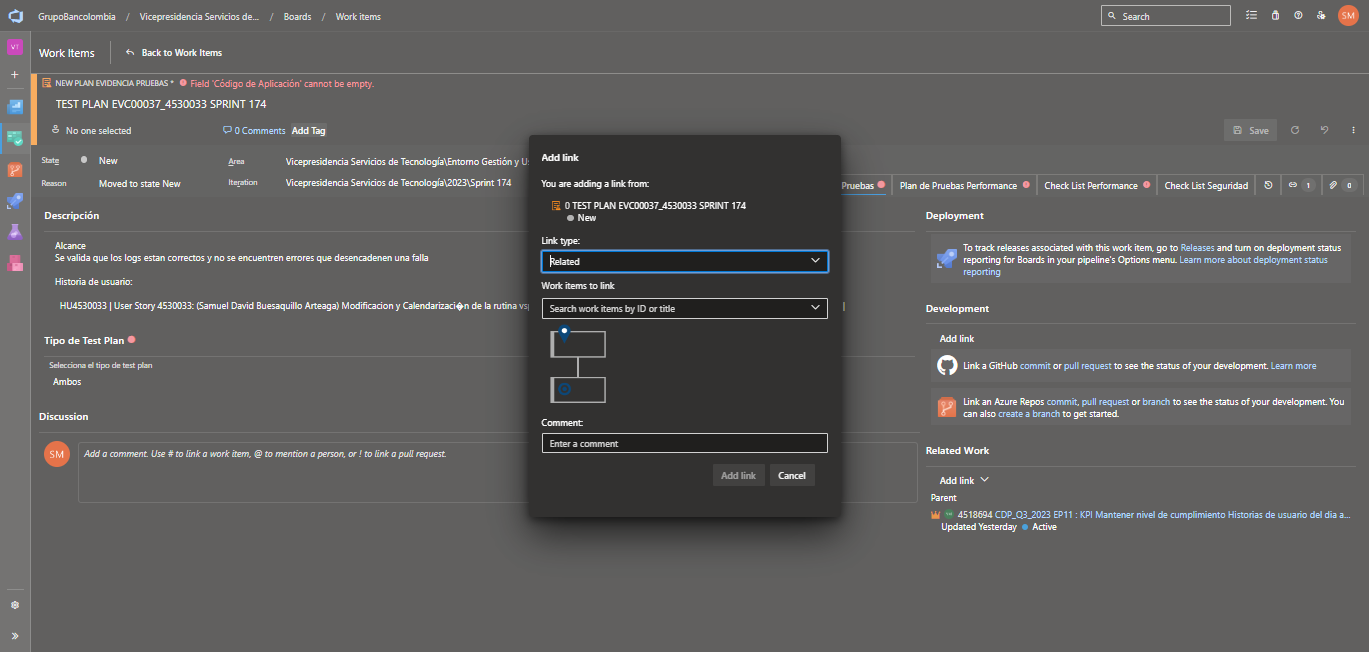 GrupoBancolombia / Vicepresidencia Servicios de... / Boards / Work items
Search
SM
VT
Work Items
Back to Work Items
NEW PLAN EVIDENCIA PRUEBAS * Field 'Código de Aplicación' cannot be empty.
TEST PLAN EVC00037_4530033 SPRINT 174
No one selected
0 Comments
Add Tag
Save
State
New
Area
Vicepresidencia Servicios de Tecnología\Entorno Gestión y Us
Reason
Moved to state New
Iteration
Vicepresidencia Servicios de Tecnología\2023\Sprint 174
Pruebas
Plan de Pruebas Performance
Check List Performance
Check List Seguridad
1
0
Descripción
Alcance
Se valida que los logs estan correctos y no se encuentren errores que desencadenen una falla
Historia de usuario:
HU4530033 | User Story 4530033: (Samuel David Buesaquillo Arteaga) Modificacion y Calendarizaci�n de la rutina vsp
Tipo de Test Plan
Selecciona el tipo de test plan
Ambos
Discussion
SM
Add a comment. Use # to link a work item, @ to mention a person, or ! to link a pull request.
Add link
You are adding a link from:
0 TEST PLAN EVC00037_4530033 SPRINT 174
New
Link type:
Related
Work items to link
Search work items by ID or title
Comment:
Enter a comment
Add link
Cancel
Deployment
To track releases associated with this work item, go to Releases and turn on deployment status
reporting for Boards in your pipeline's Options menu. Learn more about deployment status
reporting
Development
Add link
Link a GitHub commit or pull request to see the status of your development. Learn more
Link an Azure Repos commit, pull request or branch to see the status of your development. You
can also create a branch to get started.
Related Work
Add link
Parent
4518694 CDP_Q3_2023 EP11 : KPI Mantener nivel de cumplimiento Historias de usuario del dia a...
Updated Yesterday
Active